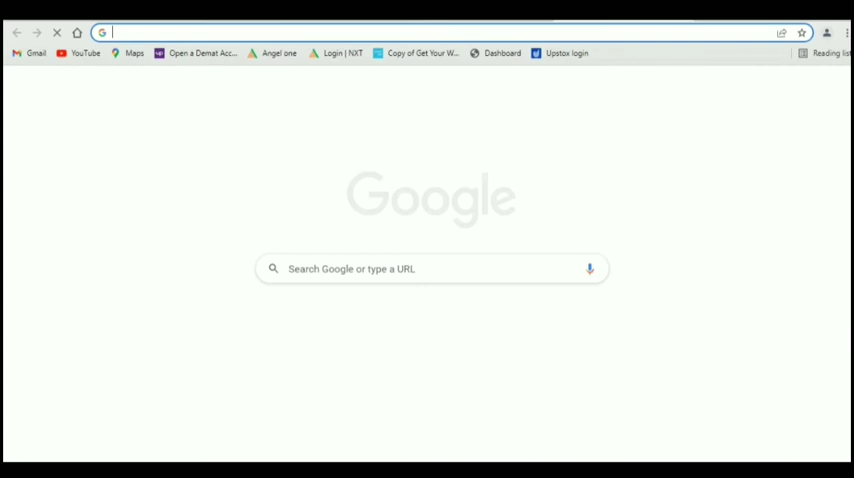 Gmail YouTube Maps Open a Demat Acc... Angel one Login | NXT Copy of Get Your W... Dashboard Upstox login Reading list
Google
Search Google or type a URL